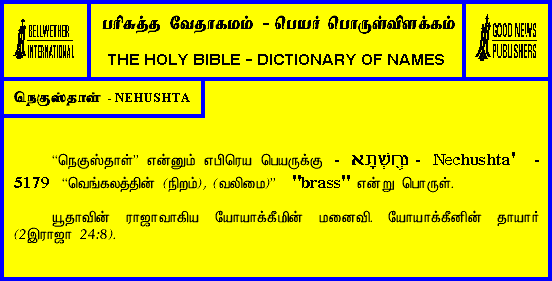 BELLWETHER
INTERNATIONAL
பரிசுத்த வேதாகமம் - பெயர் பொருள்விளக்கம்
THE HOLY BIBLE - DICTIONARY OF NAMES
GOOD NEWS
PUBLISHERS
நெகுஸ்தாள் - NEHUSHTA
“நெகுஸ்தாள்” என்னும் எபிரெய பெயருக்கு - נְחֻשְׁתָּא - Nechushta' -
5179 “வெங்கலத்தின் (நிறம்), (வலிமை)” "brass" என்று பொருள்.
யூதாவின் ராஜாவாகிய யோயாக்கீமின் மனைவி. யோயாக்கீனின் தாயார்
(2இராஜா 24:8).